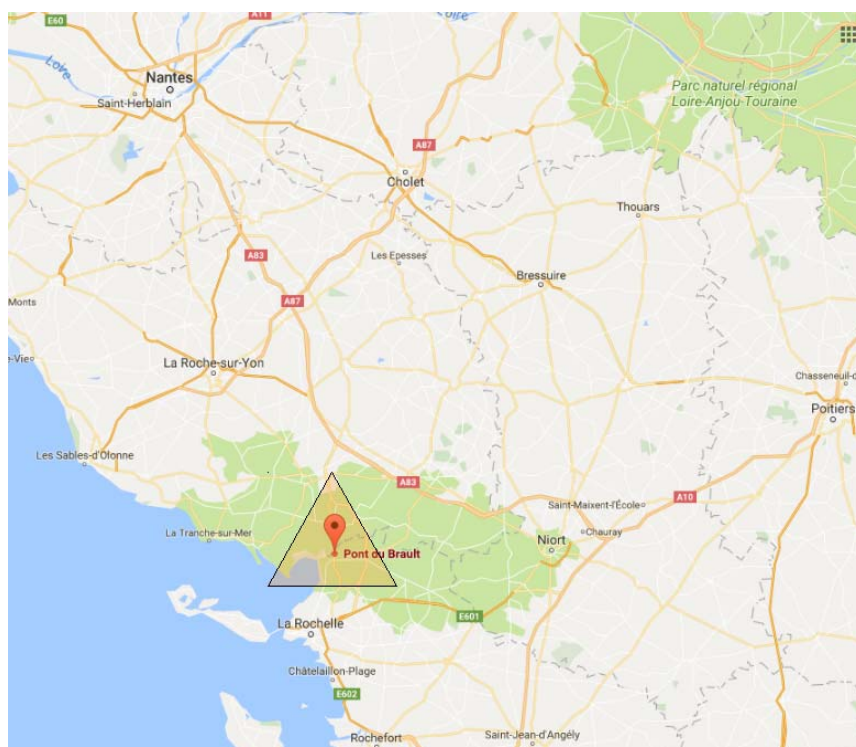 E60
A11
Loire
Loire
Nantes
Saint-Herblain
Parc naturel régional
Loire-Anjou-Touraine
A87
Cholet
Thouars
A83
Les Epesses
Bressuire
Monts
A87
e-Vie
La Roche-sur-Yon
Chasseneuil-d
Poitiers
Les Sables-d'Olonne
A83
A10
Saint-Maixent-l'École
La Tranche-sur-Mer
Chauray
Niort
Pont du Brault
E601
La Rochelle
Châtelaillon-Plage
E602
Rochefort
Saint-Jean-d'Angély